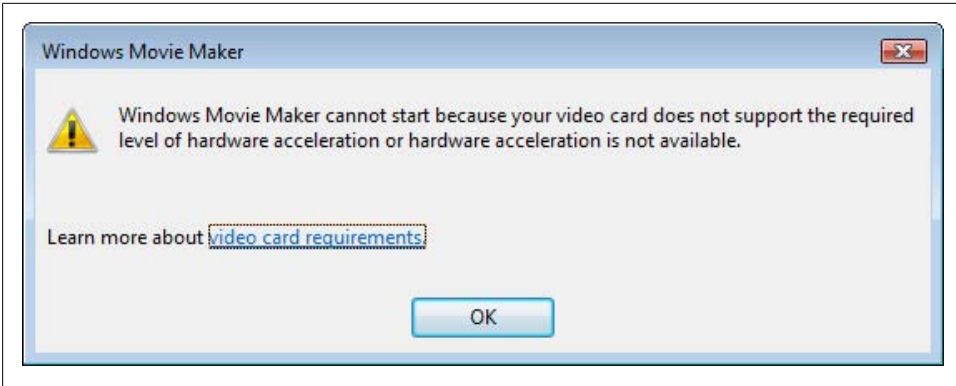 Windows Movie Maker
Windows Movie Maker cannot start because your video card does not support the required
level of hardware acceleration or hardware acceleration is not available.
Learn more about video card requirements.
OK